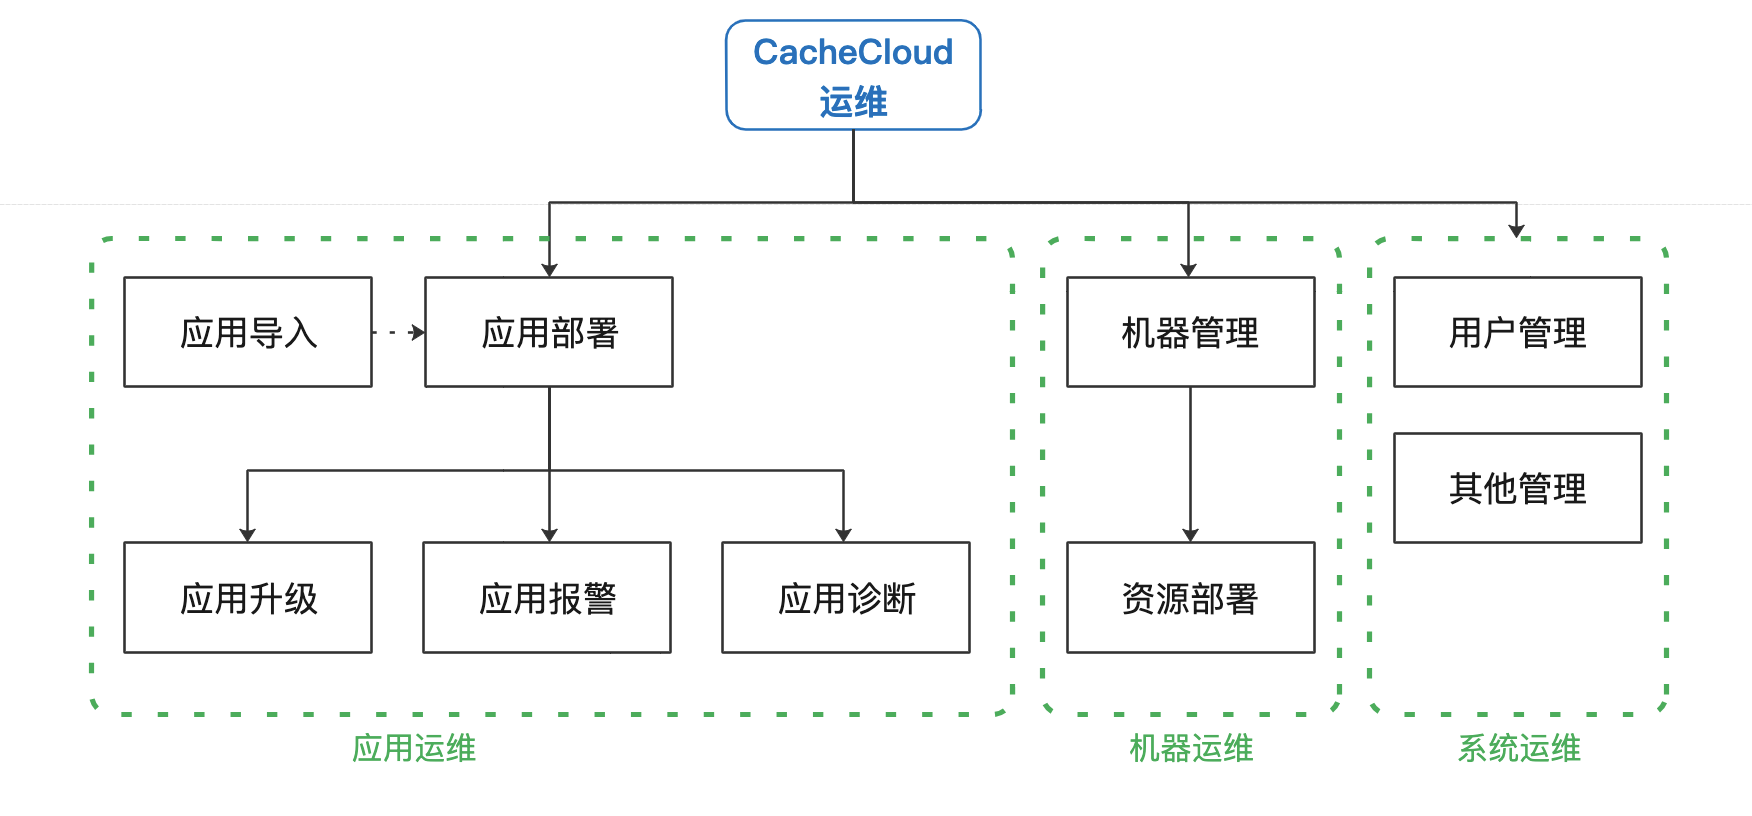 CacheCloud
运维
应用导入
应用部署
机器管理
用户管理
其他管理
应用升级
应用报警
应用诊断
资源部署
应用运维
机器运维
系统运维